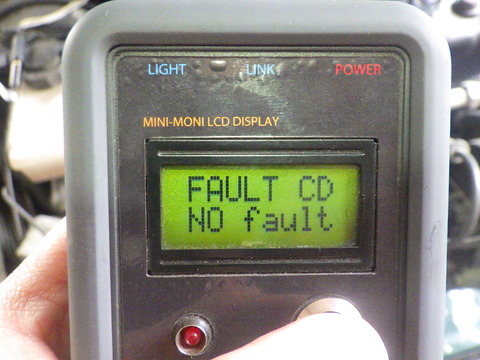 LIGHT LINK POWER
MINI-MONI LCD DISPLAY
FAULT CD
NO fault